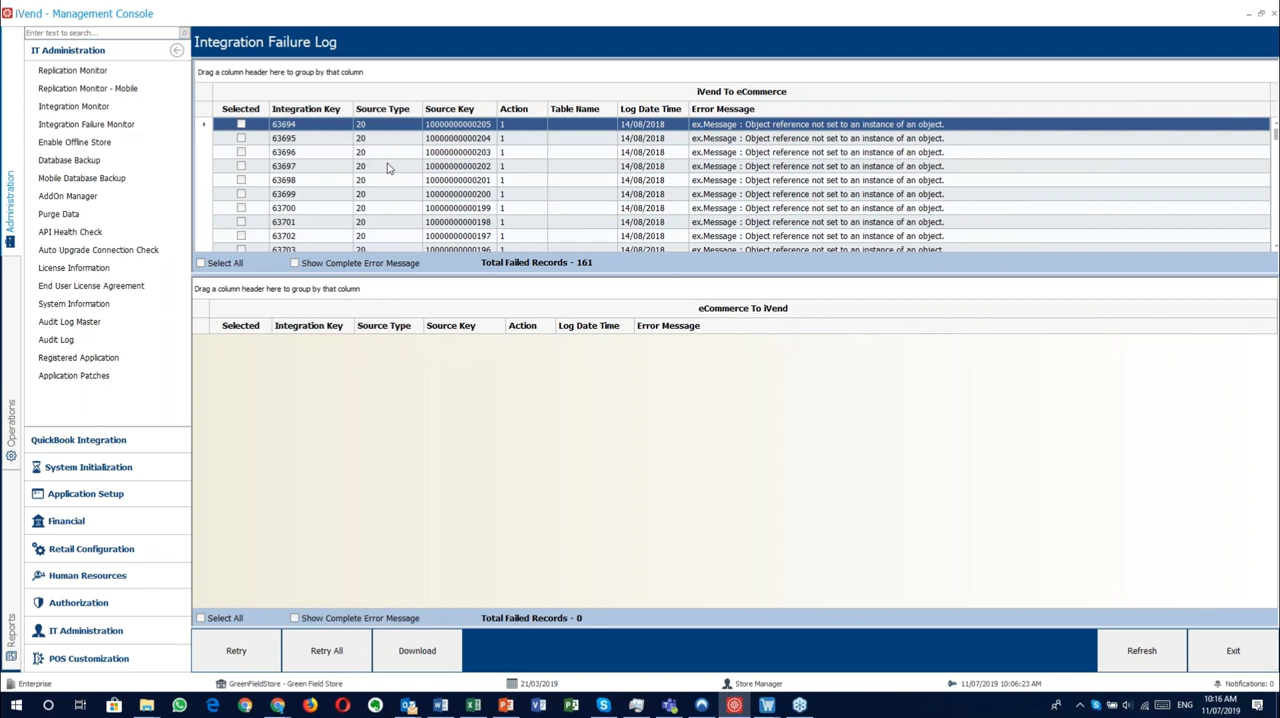 iVend - Management Console
Enter text to search...
IT Administration
Replication Monitor
Replication Monitor - Mobile
Integration Monitor
Integration Failure Monitor
Enable Offline Store
Database Backup
Mobile Database Backup
AddOn Manager
Purge Data
API Health Check
Auto Upgrade Connection Check
License Information
End User License Agreement
System Information
Audit Log Master
Audit Log
Registered Application
Application Patches
QuickBook Integration
System Initialization
Application Setup
Financial
Retail Configuration
Human Resources
Authorization
IT Administration
POS Customization
Administration
Operations
Reports
Integration Failure Log
Drag a column header here to group by that column
iVend To eCommerce
Selected Integration Key Source Type Source Key Action Table Name Log Date Time Error Message
63694 20 10000000000205 1 14/08/2018 ex.Message : Object reference not set to an instance of an object.
63695 20 10000000000204 1 14/08/2018 ex.Message : Object reference not set to an instance of an object.
63696 20 10000000000203 1 14/08/2018 ex.Message : Object reference not set to an instance of an object.
63697 20 10000000000202 1 14/08/2018 ex.Message : Object reference not set to an instance of an object.
63698 20 10000000000201 1 14/08/2018 ex.Message : Object reference not set to an instance of an object.
63699 20 10000000000200 1 14/08/2018 ex.Message : Object reference not set to an instance of an object.
63700 20 10000000000199 1 14/08/2018 ex.Message : Object reference not set to an instance of an object.
63701 20 10000000000198 1 14/08/2018 ex.Message : Object reference not set to an instance of an object.
63702 20 10000000000197 1 14/08/2018 ex.Message : Object reference not set to an instance of an object.
63703 20 10000000000196 1 14/08/2018 ex.Message : Object reference not set to an instance of an object.
Select All Show Complete Error Message Total Failed Records - 161
Drag a column header here to group by that column
eCommerce To iVend
Selected Integration Key Source Type Source Key Action Log Date Time Error Message
Select All Show Complete Error Message Total Failed Records - 0
Retry Retry All Download Refresh Exit
Enterprise GreenFieldStore - Green Field Store 21/03/2019 Store Manager 11/07/2019 10:06:23 AM Notifications: 0
ENG 10:16 AM
11/07/2019